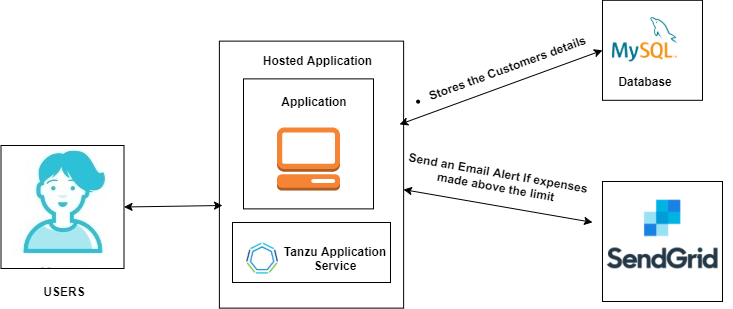 Hosted Application
Application
Tanzu Application
Service
USERS
• Stores the Customers details
MySQL
Database
Send an Email Alert If expenses
made above the limit
SendGrid